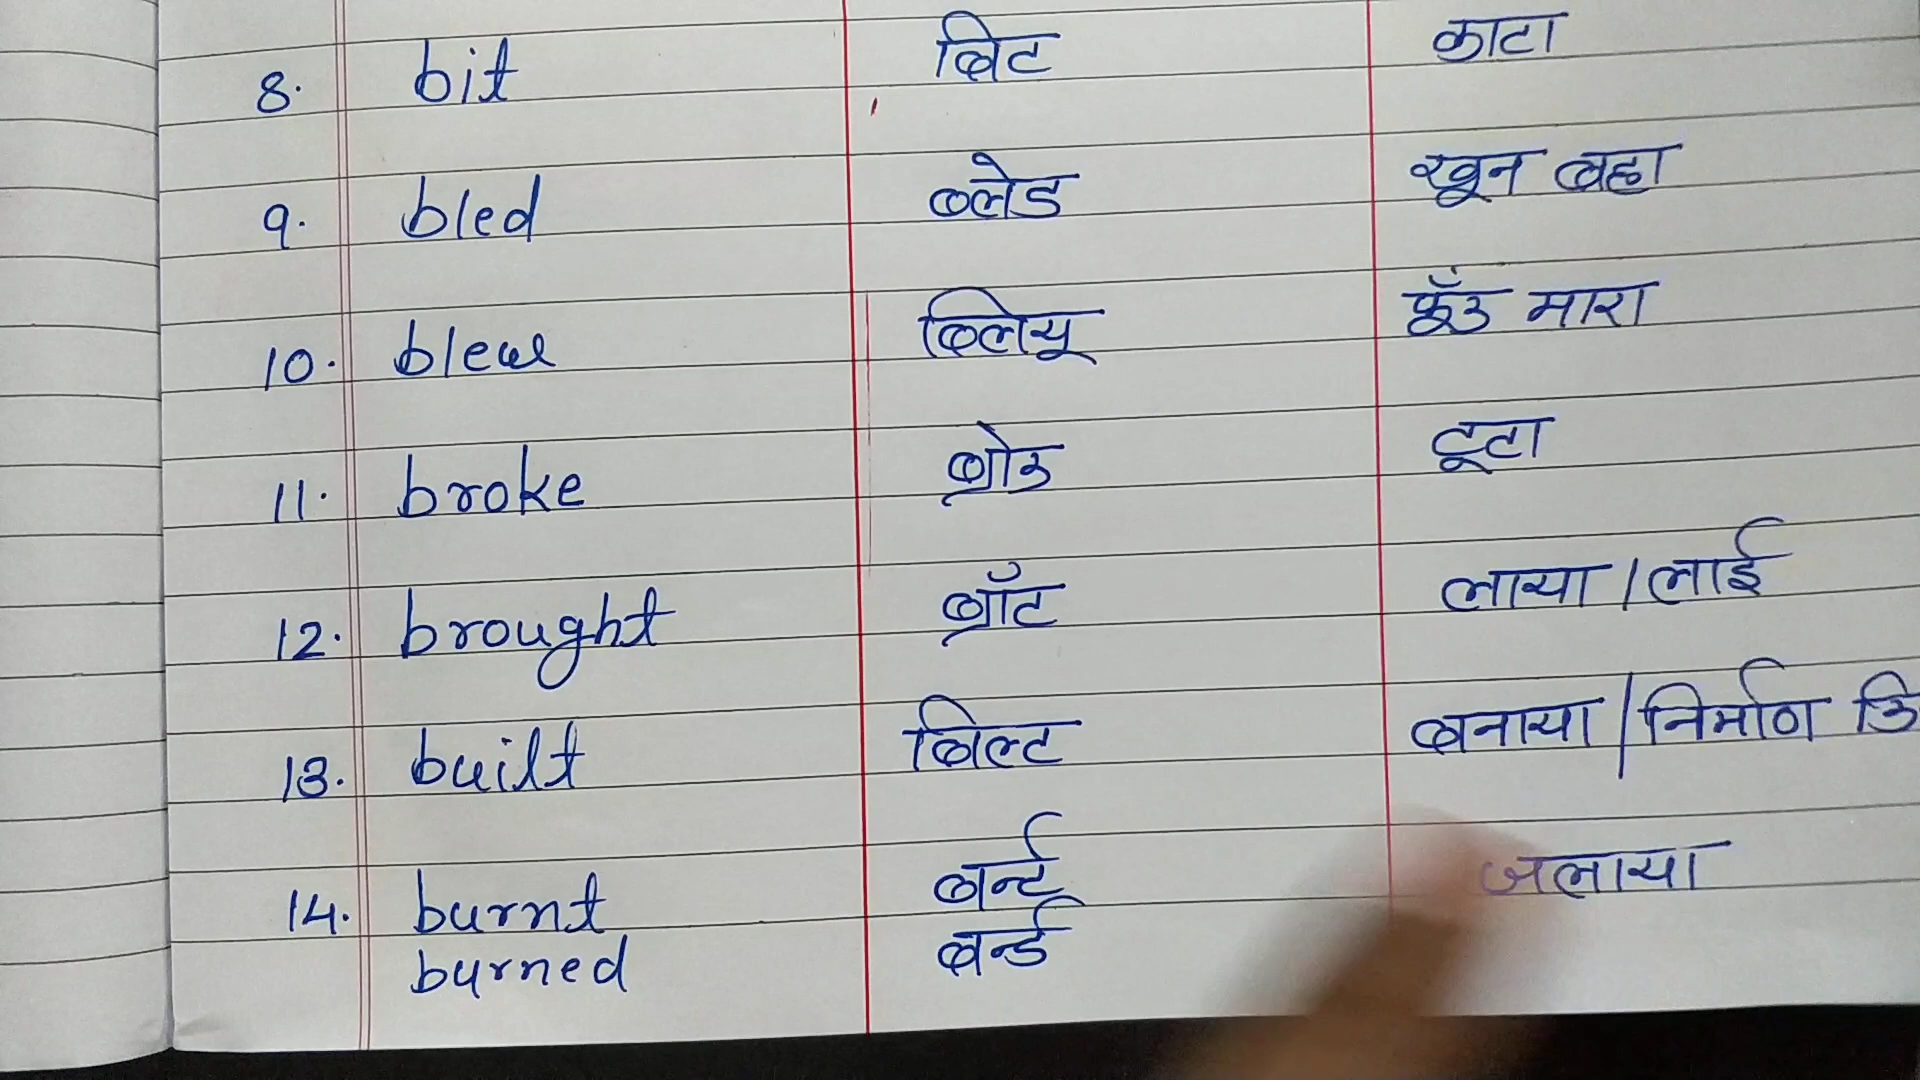 8. bit बिट काटा
9. bled ब्लेड खून बहा
10. blew ब्लियू फूँक मारा
11. broke ब्रोक टूटा
12. brought ब्रॉट लाया / लाई
13. built बिल्ट बनाया / निर्माण
14. burnt बर्न्ट जलाया
burned बर्न्ड